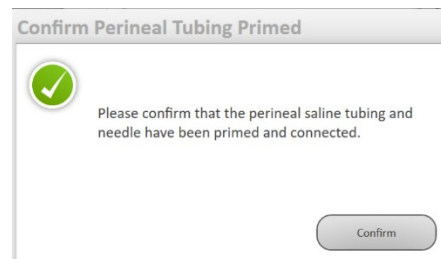 Confirm Perineal Tubing Primed
Please confirm that the perineal saline tubing and
needle have been primed and connected.
Confirm